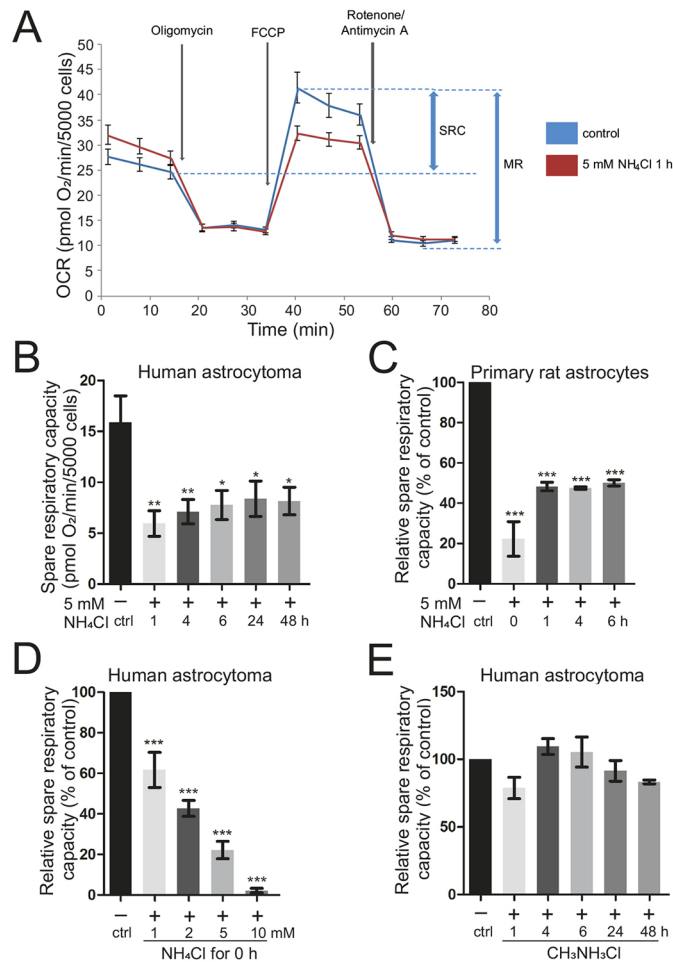 A
Oligomycin
FCCP
Rotenone/
Antimycin A
OCR (pmol O₂/min/5000 cells)
50
45
40
35
30
25
20
15
10
5
0
0 10 20 30 40 50 60 70 80
Time (min)
SRC
MR
control
5 mM NH₄Cl 1 h
B
Human astrocytoma
Spare respiratory capacity
(pmol O₂/min/5000 cells)
20
15
10
5
0
** ** * * *
– + + + + +
5 mM
NH₄Cl ctrl 1 4 6 24 48 h
C
Primary rat astrocytes
Relative spare respiratory
capacity (% of control)
100
80
60
40
20
0
*** *** *** ***
– + + + +
5 mM
NH₄Cl ctrl 0 1 4 6 h
D
Human astrocytoma
Relative spare respiratory
capacity (% of control)
100
80
60
40
20
0
*** *** *** ***
– + + + +
ctrl 1 2 5 10 mM
NH₄Cl for 0 h
E
Human astrocytoma
Relative spare respiratory
capacity (% of control)
150
100
50
0
– + + + + +
ctrl 1 4 6 24 48 h
CH₃NH₃Cl